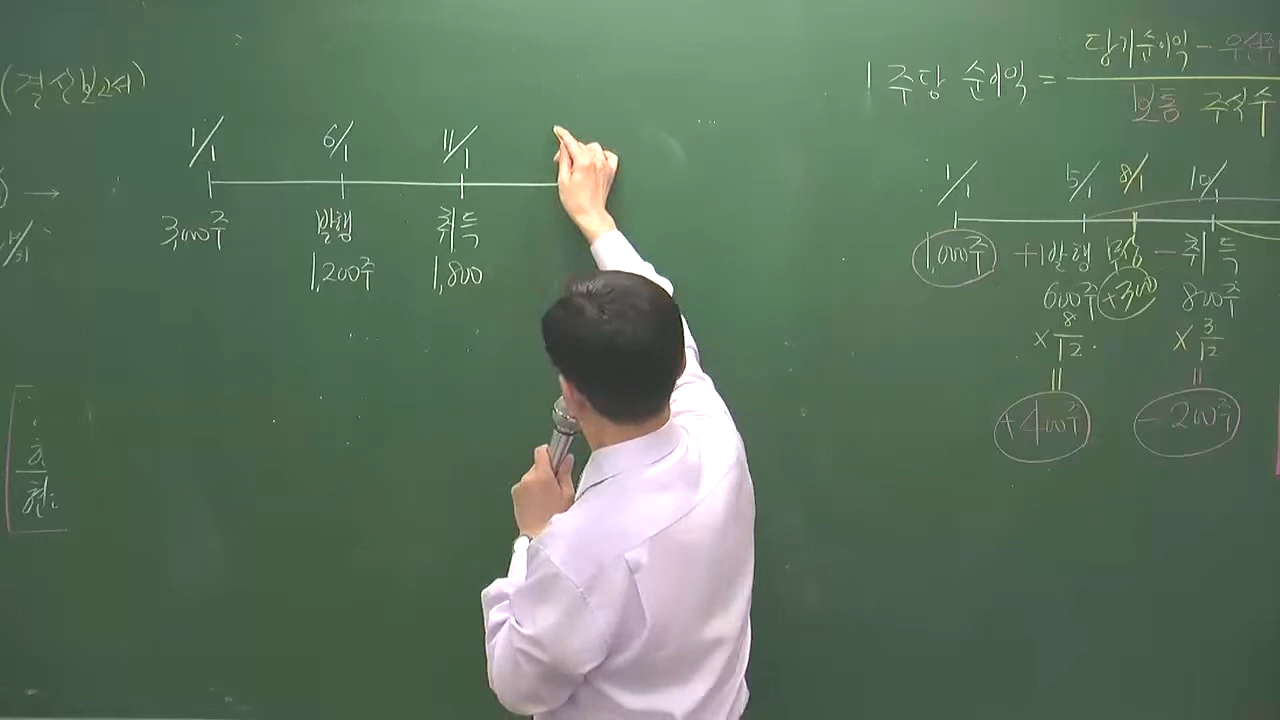 (결산보고서)
1/1 6/1 11/1
3,000주 발행 취득
1,200주 1,800
→
12/31
당기순이익 - 우선주
1주당 순이익 =
보통 주식수
1/1 5/1 8/1 10/1
1,000주 +발행 무상 - 취득
600주 +300 800주
× 8/12 × 3/12
+400주 -200주